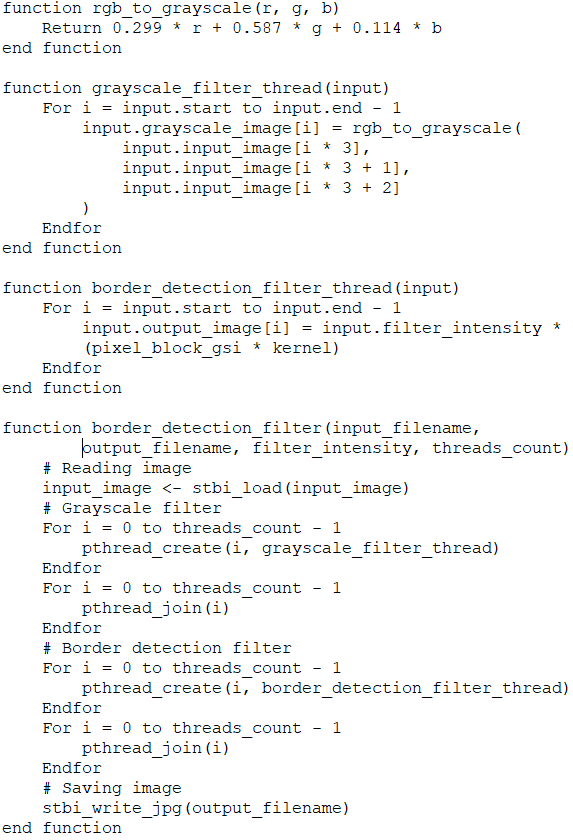 function rgb_to_grayscale(r, g, b)
    Return 0.299 * r + 0.587 * g + 0.114 * b
end function

function grayscale_filter_thread(input)
    For i = input.start to input.end - 1
        input.grayscale_image[i] = rgb_to_grayscale(
            input.input_image[i * 3],
            input.input_image[i * 3 + 1],
            input.input_image[i * 3 + 2]
        )
    Endfor
end function

function border_detection_filter_thread(input)
    For i = input.start to input.end - 1
        input.output_image[i] = input.filter_intensity *
        (pixel_block_gsi * kernel)
    Endfor
end function

function border_detection_filter(input_filename,
        output_filename, filter_intensity, threads_count)
    # Reading image
    input_image <- stbi_load(input_image)
    # Grayscale filter
    For i = 0 to threads_count - 1
        pthread_create(i, grayscale_filter_thread)
    Endfor
    For i = 0 to threads_count - 1
        pthread_join(i)
    Endfor
    # Border detection filter
    For i = 0 to threads_count - 1
        pthread_create(i, border_detection_filter_thread)
    Endfor
    For i = 0 to threads_count - 1
        pthread_join(i)
    Endfor
    # Saving image
    stbi_write_jpg(output_filename)
end function